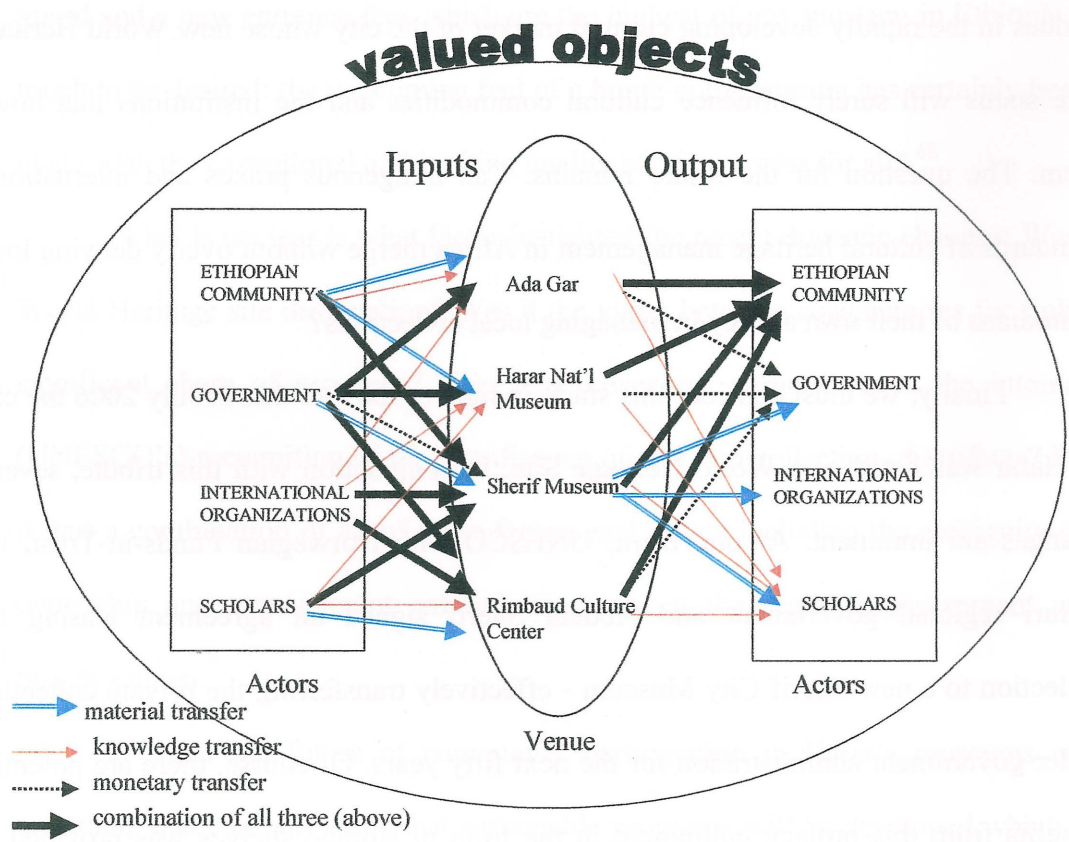 valued objects
Inputs
Output
ETHIOPIAN
COMMUNITY
GOVERNMENT
INTERNATIONAL
ORGANIZATIONS
SCHOLARS
Actors
Ada Gar
Harar Nat'l
Museum
Sherif Museum
Rimbaud Culture
Center
Venue
ETHIOPIAN
COMMUNITY
GOVERNMENT
INTERNATIONAL
ORGANIZATIONS
SCHOLARS
Actors
material transfer
knowledge transfer
monetary transfer
combination of all three (above)